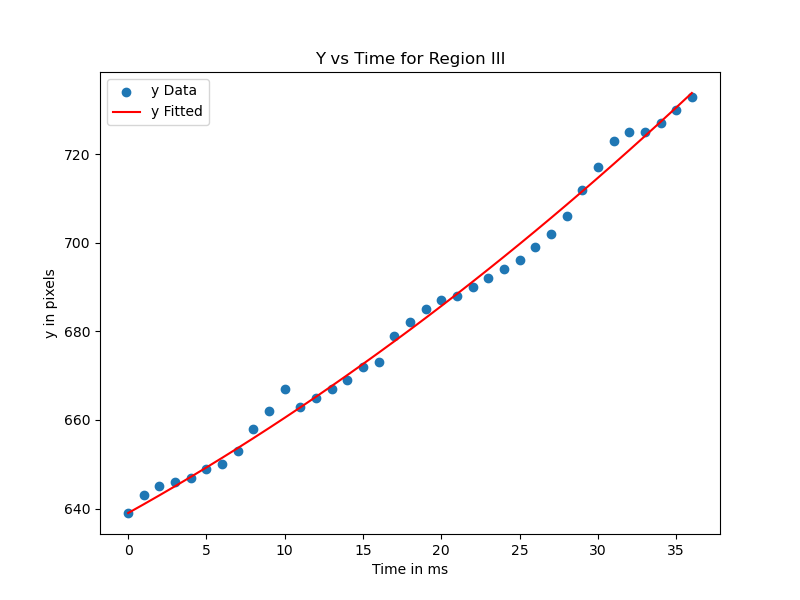 Y vs Time for Region III
y Data
y Fitted
720
700
680
660
640
y in pixels
0 5 10 15 20 25 30 35
Time in ms